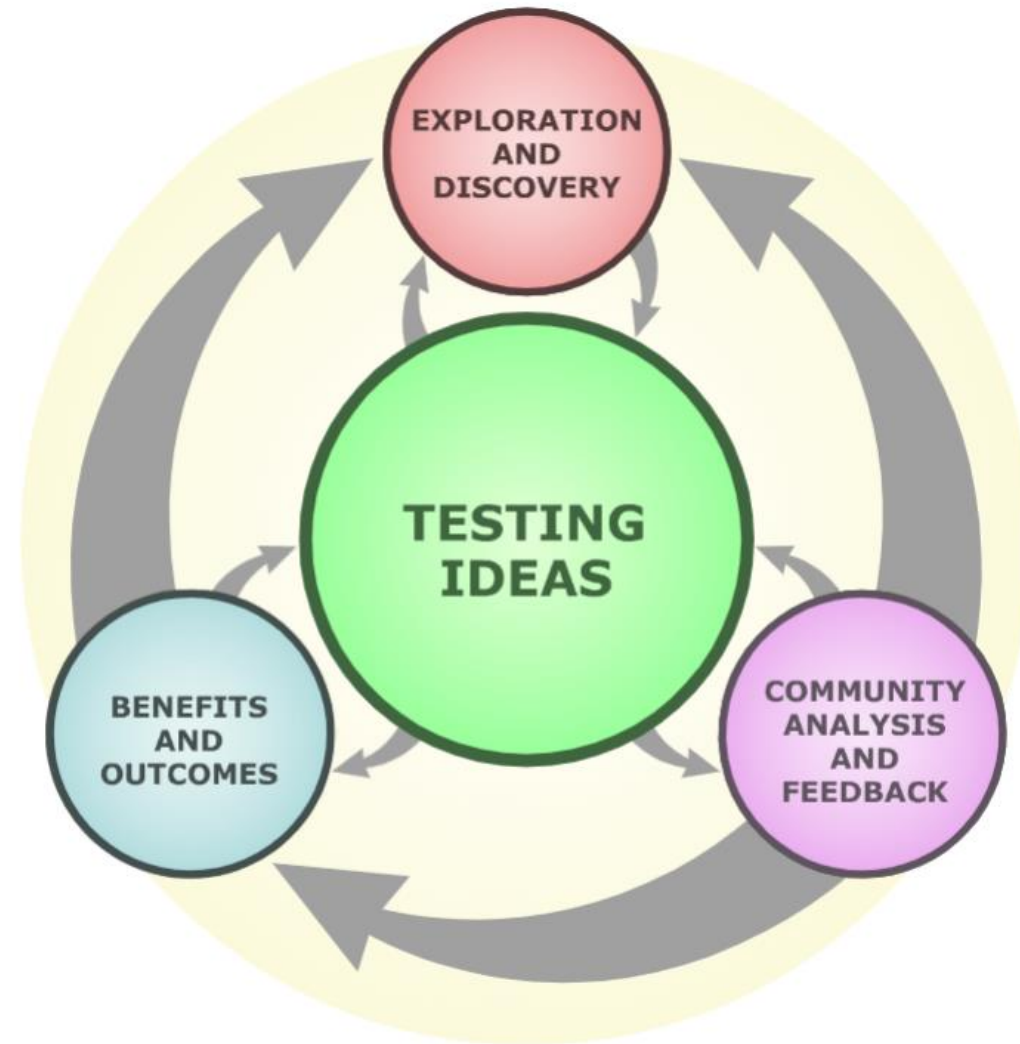 EXPLORATION
AND
DISCOVERY
TESTING
IDEAS
BENEFITS
AND
OUTCOMES
COMMUNITY
ANALYSIS
AND
FEEDBACK